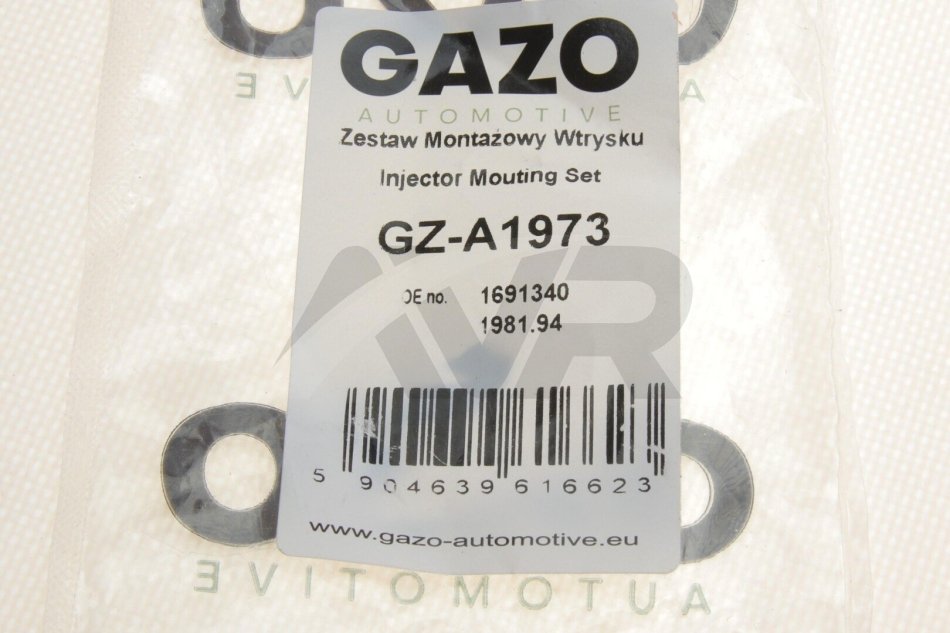 GAZO
AUTOMOTIVE
Zestaw Montażowy Wtrysku
Injector Mouting Set
GZ-A1973
OE no. 1691340
1981.94
5 904639 616623
www.gazo-automotive.eu
AUTOMOTIVE